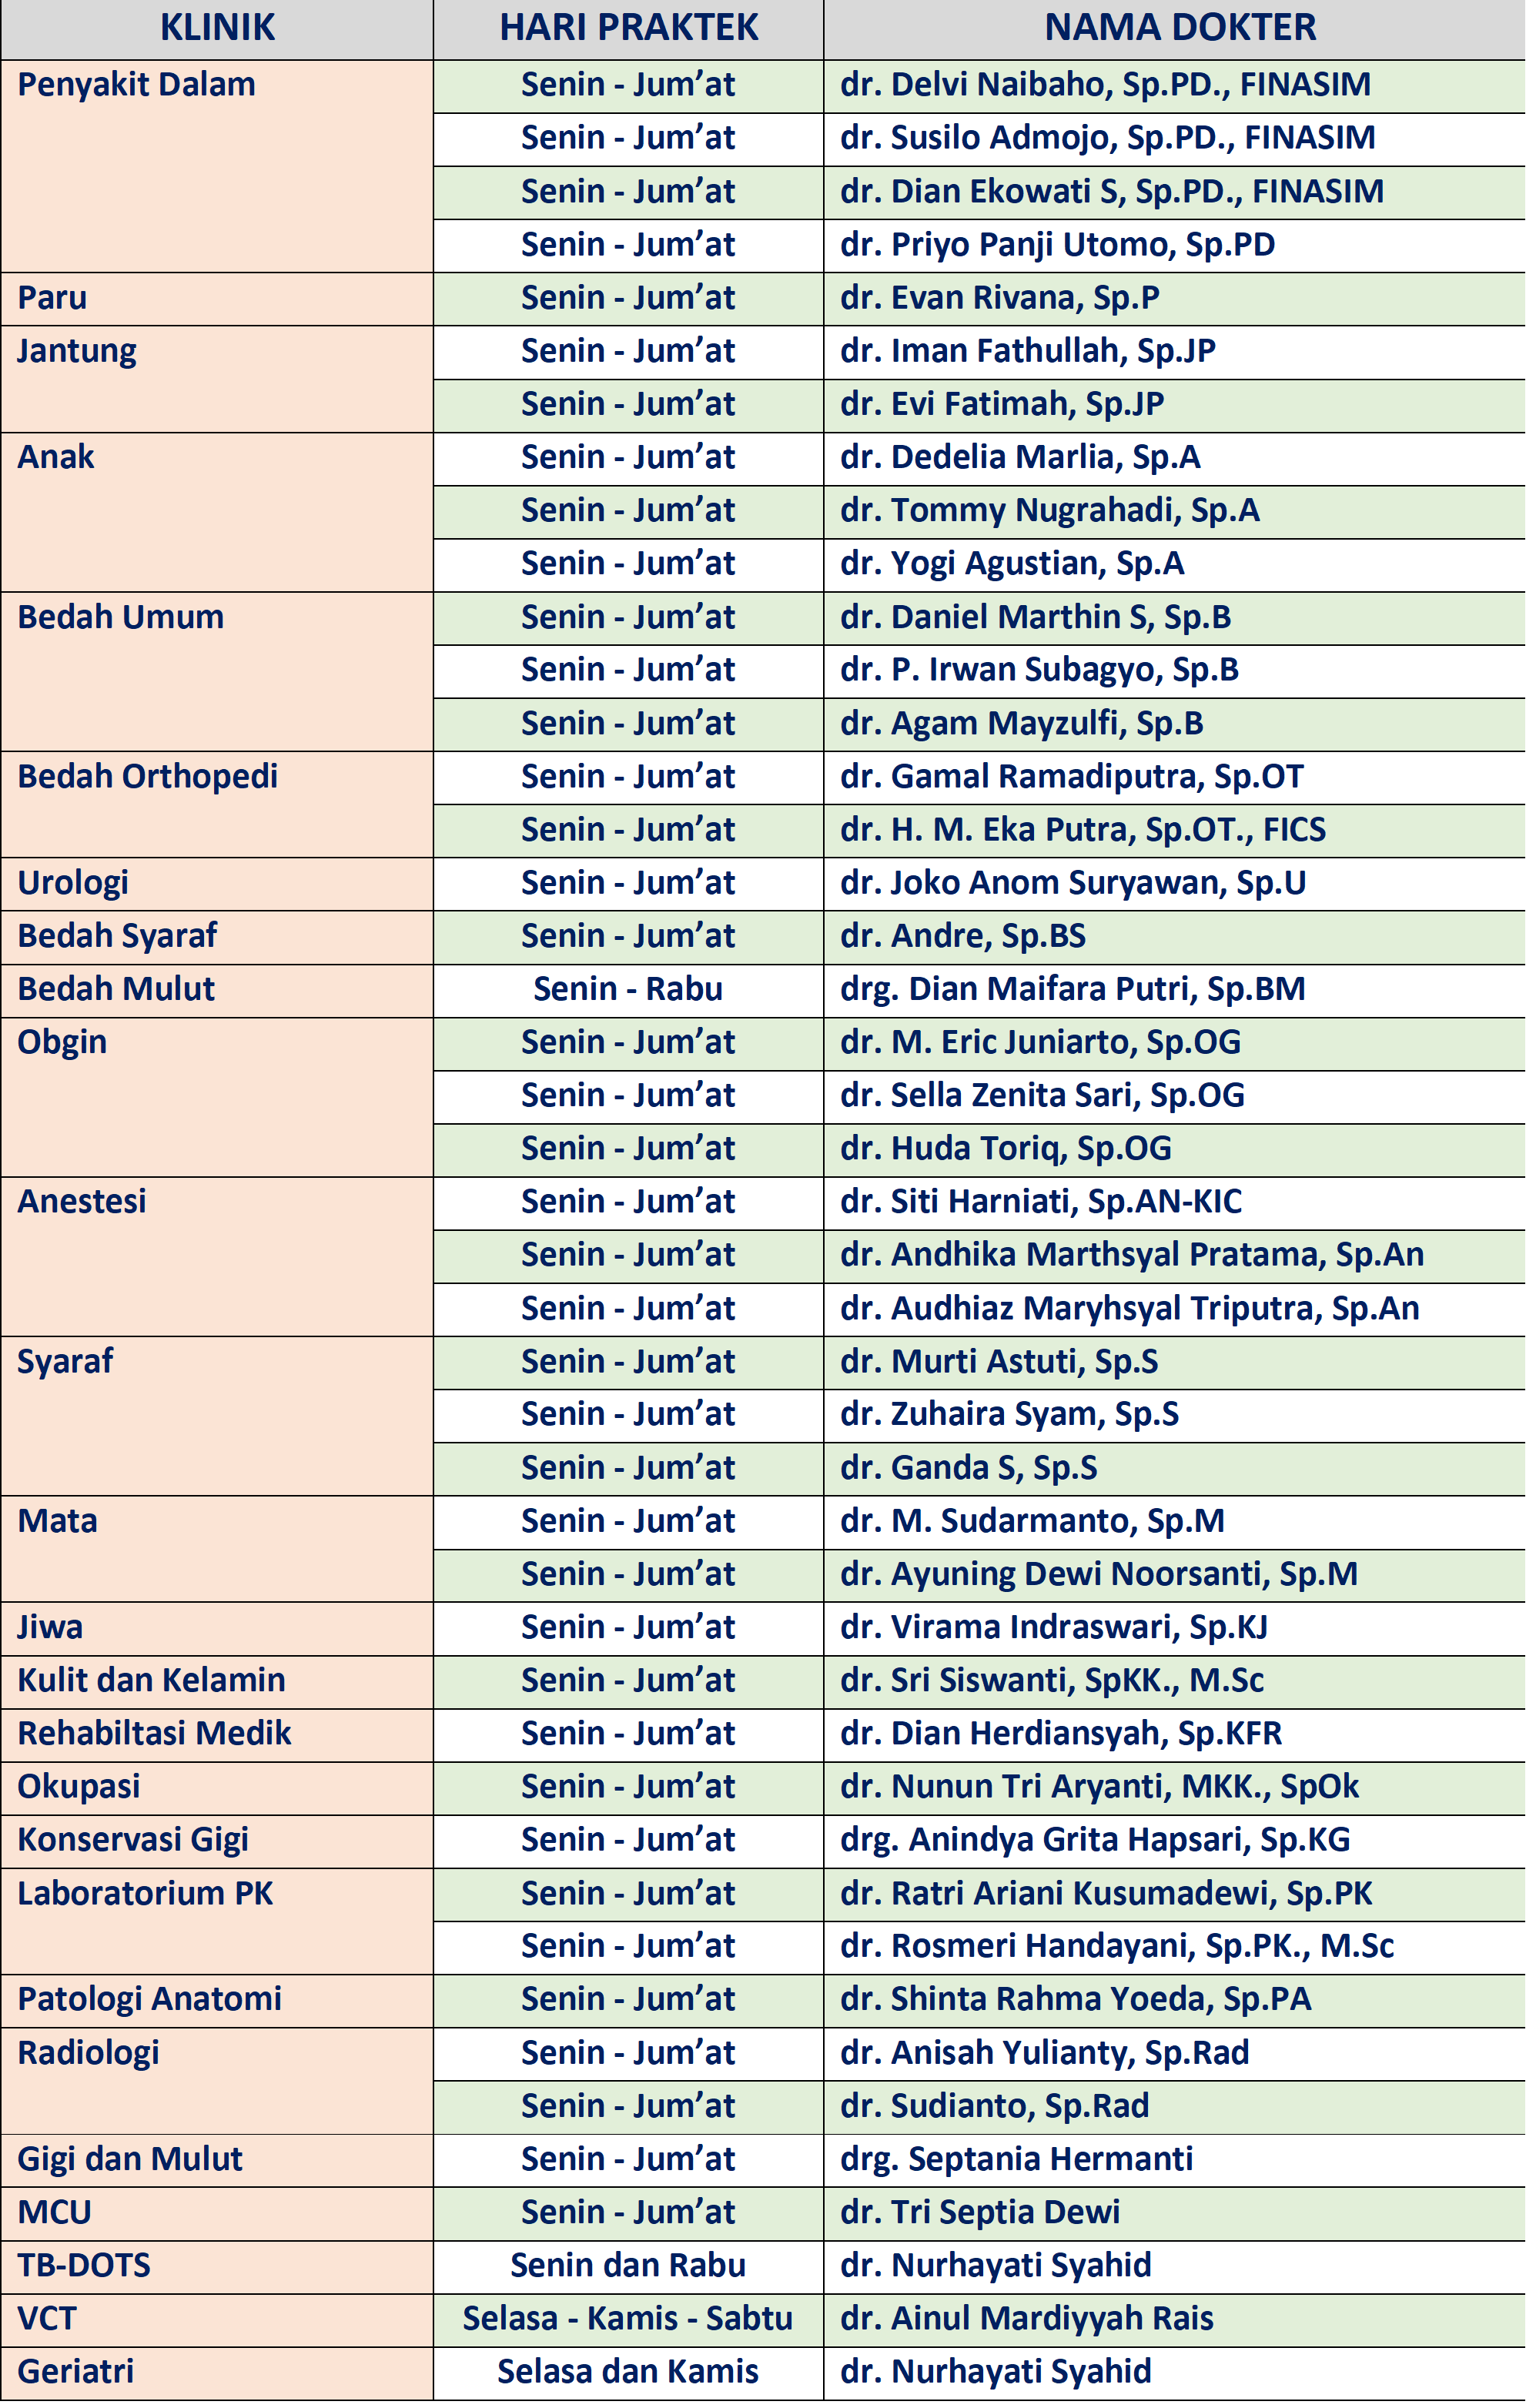 KLINIK HARI PRAKTEK NAMA DOKTER
Penyakit Dalam Senin - Jum’at dr. Delvi Naibaho, Sp.PD., FINASIM
Senin - Jum’at dr. Susilo Admojo, Sp.PD., FINASIM
Senin - Jum’at dr. Dian Ekowati S, Sp.PD., FINASIM
Senin - Jum’at dr. Priyo Panji Utomo, Sp.PD
Paru Senin - Jum’at dr. Evan Rivana, Sp.P
Jantung Senin - Jum’at dr. Iman Fathullah, Sp.JP
Senin - Jum’at dr. Evi Fatimah, Sp.JP
Anak Senin - Jum’at dr. Dedelia Marlia, Sp.A
Senin - Jum’at dr. Tommy Nugrahadi, Sp.A
Senin - Jum’at dr. Yogi Agustian, Sp.A
Bedah Umum Senin - Jum’at dr. Daniel Marthin S, Sp.B
Senin - Jum’at dr. P. Irwan Subagyo, Sp.B
Senin - Jum’at dr. Agam Mayzulfi, Sp.B
Bedah Orthopedi Senin - Jum’at dr. Gamal Ramadiputra, Sp.OT
Senin - Jum’at dr. H. M. Eka Putra, Sp.OT., FICS
Urologi Senin - Jum’at dr. Joko Anom Suryawan, Sp.U
Bedah Syaraf Senin - Jum’at dr. Andre, Sp.BS
Bedah Mulut Senin - Rabu drg. Dian Maifara Putri, Sp.BM
Obgin Senin - Jum’at dr. M. Eric Juniarto, Sp.OG
Senin - Jum’at dr. Sella Zenita Sari, Sp.OG
Senin - Jum’at dr. Huda Toriq, Sp.OG
Anestesi Senin - Jum’at dr. Siti Harniati, Sp.AN-KIC
Senin - Jum’at dr. Andhika Marthsyal Pratama, Sp.An
Senin - Jum’at dr. Audhiaz Maryhsyal Triputra, Sp.An
Syaraf Senin - Jum’at dr. Murti Astuti, Sp.S
Senin - Jum’at dr. Zuhaira Syam, Sp.S
Senin - Jum’at dr. Ganda S, Sp.S
Mata Senin - Jum’at dr. M. Sudarmanto, Sp.M
Senin - Jum’at dr. Ayuning Dewi Noorsanti, Sp.M
Jiwa Senin - Jum’at dr. Virama Indraswari, Sp.KJ
Kulit dan Kelamin Senin - Jum’at dr. Sri Siswanti, SpKK., M.Sc
Rehabiltasi Medik Senin - Jum’at dr. Dian Herdiansyah, Sp.KFR
Okupasi Senin - Jum’at dr. Nunun Tri Aryanti, MKK., SpOk
Konservasi Gigi Senin - Jum’at drg. Anindya Grita Hapsari, Sp.KG
Laboratorium PK Senin - Jum’at dr. Ratri Ariani Kusumadewi, Sp.PK
Senin - Jum’at dr. Rosmeri Handayani, Sp.PK., M.Sc
Patologi Anatomi Senin - Jum’at dr. Shinta Rahma Yoeda, Sp.PA
Radiologi Senin - Jum’at dr. Anisah Yulianty, Sp.Rad
Senin - Jum’at dr. Sudianto, Sp.Rad
Gigi dan Mulut Senin - Jum’at drg. Septania Hermanti
MCU Senin - Jum’at dr. Tri Septia Dewi
TB-DOTS Senin dan Rabu dr. Nurhayati Syahid
VCT Selasa - Kamis - Sabtu dr. Ainul Mardiyyah Rais
Geriatri Selasa dan Kamis dr. Nurhayati Syahid